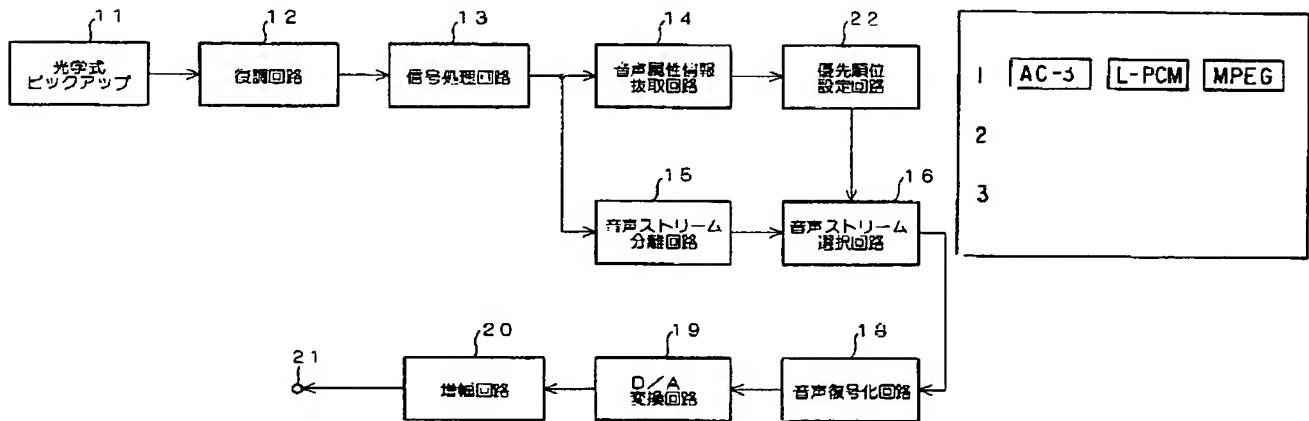 11
光学式
ピックアップ
12
復調回路
13
信号処理回路
14
音声属性情報
抜取回路
22
優先順位
設定回路
15
音声ストリーム
分離回路
16
音声ストリーム
選択回路
18
音声復号化回路
19
D/A
変換回路
20
増幅回路
21
1 AC-3 L-PCM MPEG
2
3